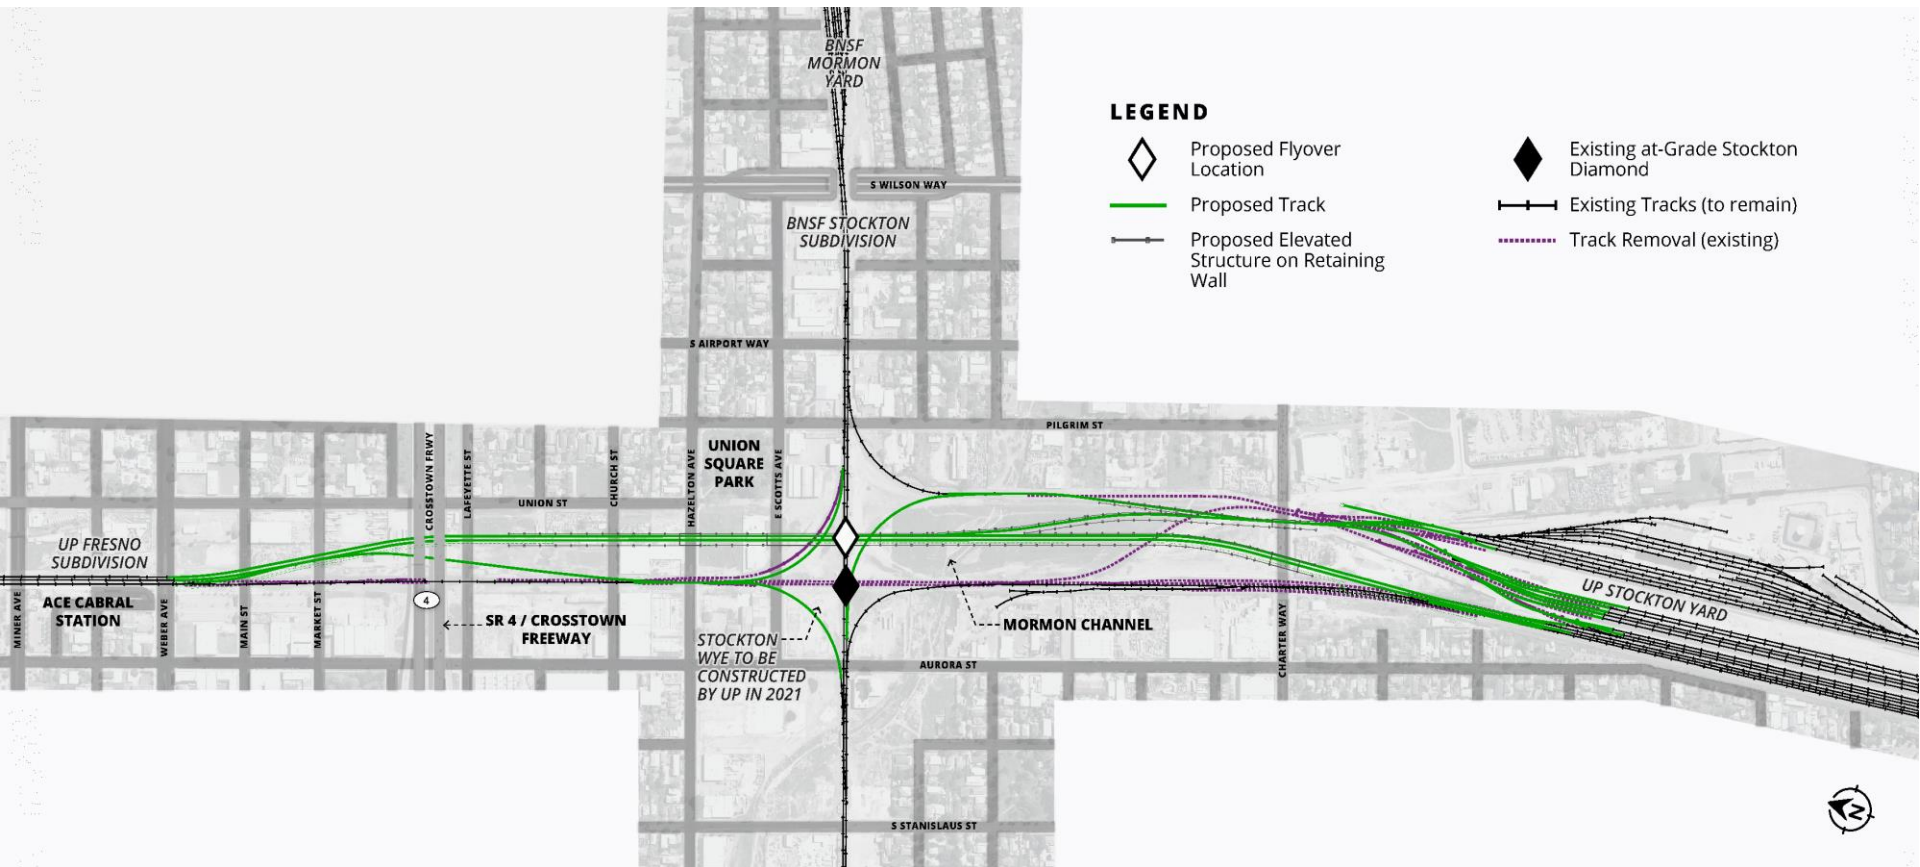 BNSF
MORMON
YARD
LEGEND
Proposed Flyover
Location
Proposed Track
Proposed Elevated
Structure on Retaining
Wall
Existing at-Grade Stockton
Diamond
Existing Tracks (to remain)
Track Removal (existing)
S WILSON WAY
BNSF STOCKTON
SUBDIVISION
S AIRPORT WAY
PILGRIM ST
UNION
SQUARE
PARK
CROSSTOWN FRWY
LAFAYETTE ST
CHURCH ST
HAZELTON AVE
E SCOTTS AVE
UNION ST
UP FRESNO
SUBDIVISION
ACE CABRAL
STATION
MINER AVE
WEBER AVE
MAIN ST
MARKET ST
4
SR 4 / CROSSTOWN
FREEWAY
STOCKTON
WYE TO BE
CONSTRUCTED
BY UP IN 2021
MORMON CHANNEL
CHARTER WAY
UP STOCKTON YARD
AURORA ST
S STANISLAUS ST
N